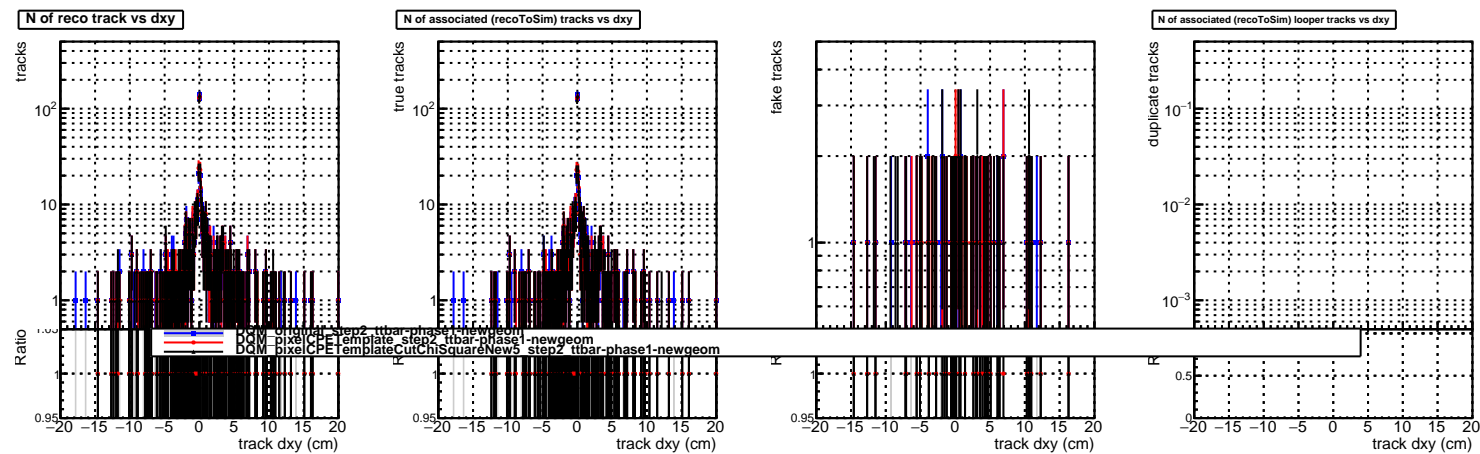 N of reco track vs dxy
N of associated (recoToSim) tracks vs dxy
N of associated (recoToSim) looper tracks vs dxy
tracks
10²
10
1
Ratio
1
0.95
−20 −15 −10 −5 0 5 10 15 20
track dxy (cm)
true tracks
10²
10
1
1
0.95
−20 −15 −10 −5 0 5 10 15 20
track dxy (cm)
fake tracks
1
1
0.95
−20 −15 −10 −5 0 5 10 15 20
track dxy (cm)
duplicate tracks
10⁻¹
10⁻²
10⁻³
0.5
0
−20 −15 −10 −5 0 5 10 15 20
track dxy (cm)
DQM_original_step2_ttbar-phase1-newgeom
DQM_pixelCPETemplate_step2_ttbar-phase1-newgeom
DQM_pixelCPETemplateCutChiSquareNew5_step2_ttbar-phase1-newgeom